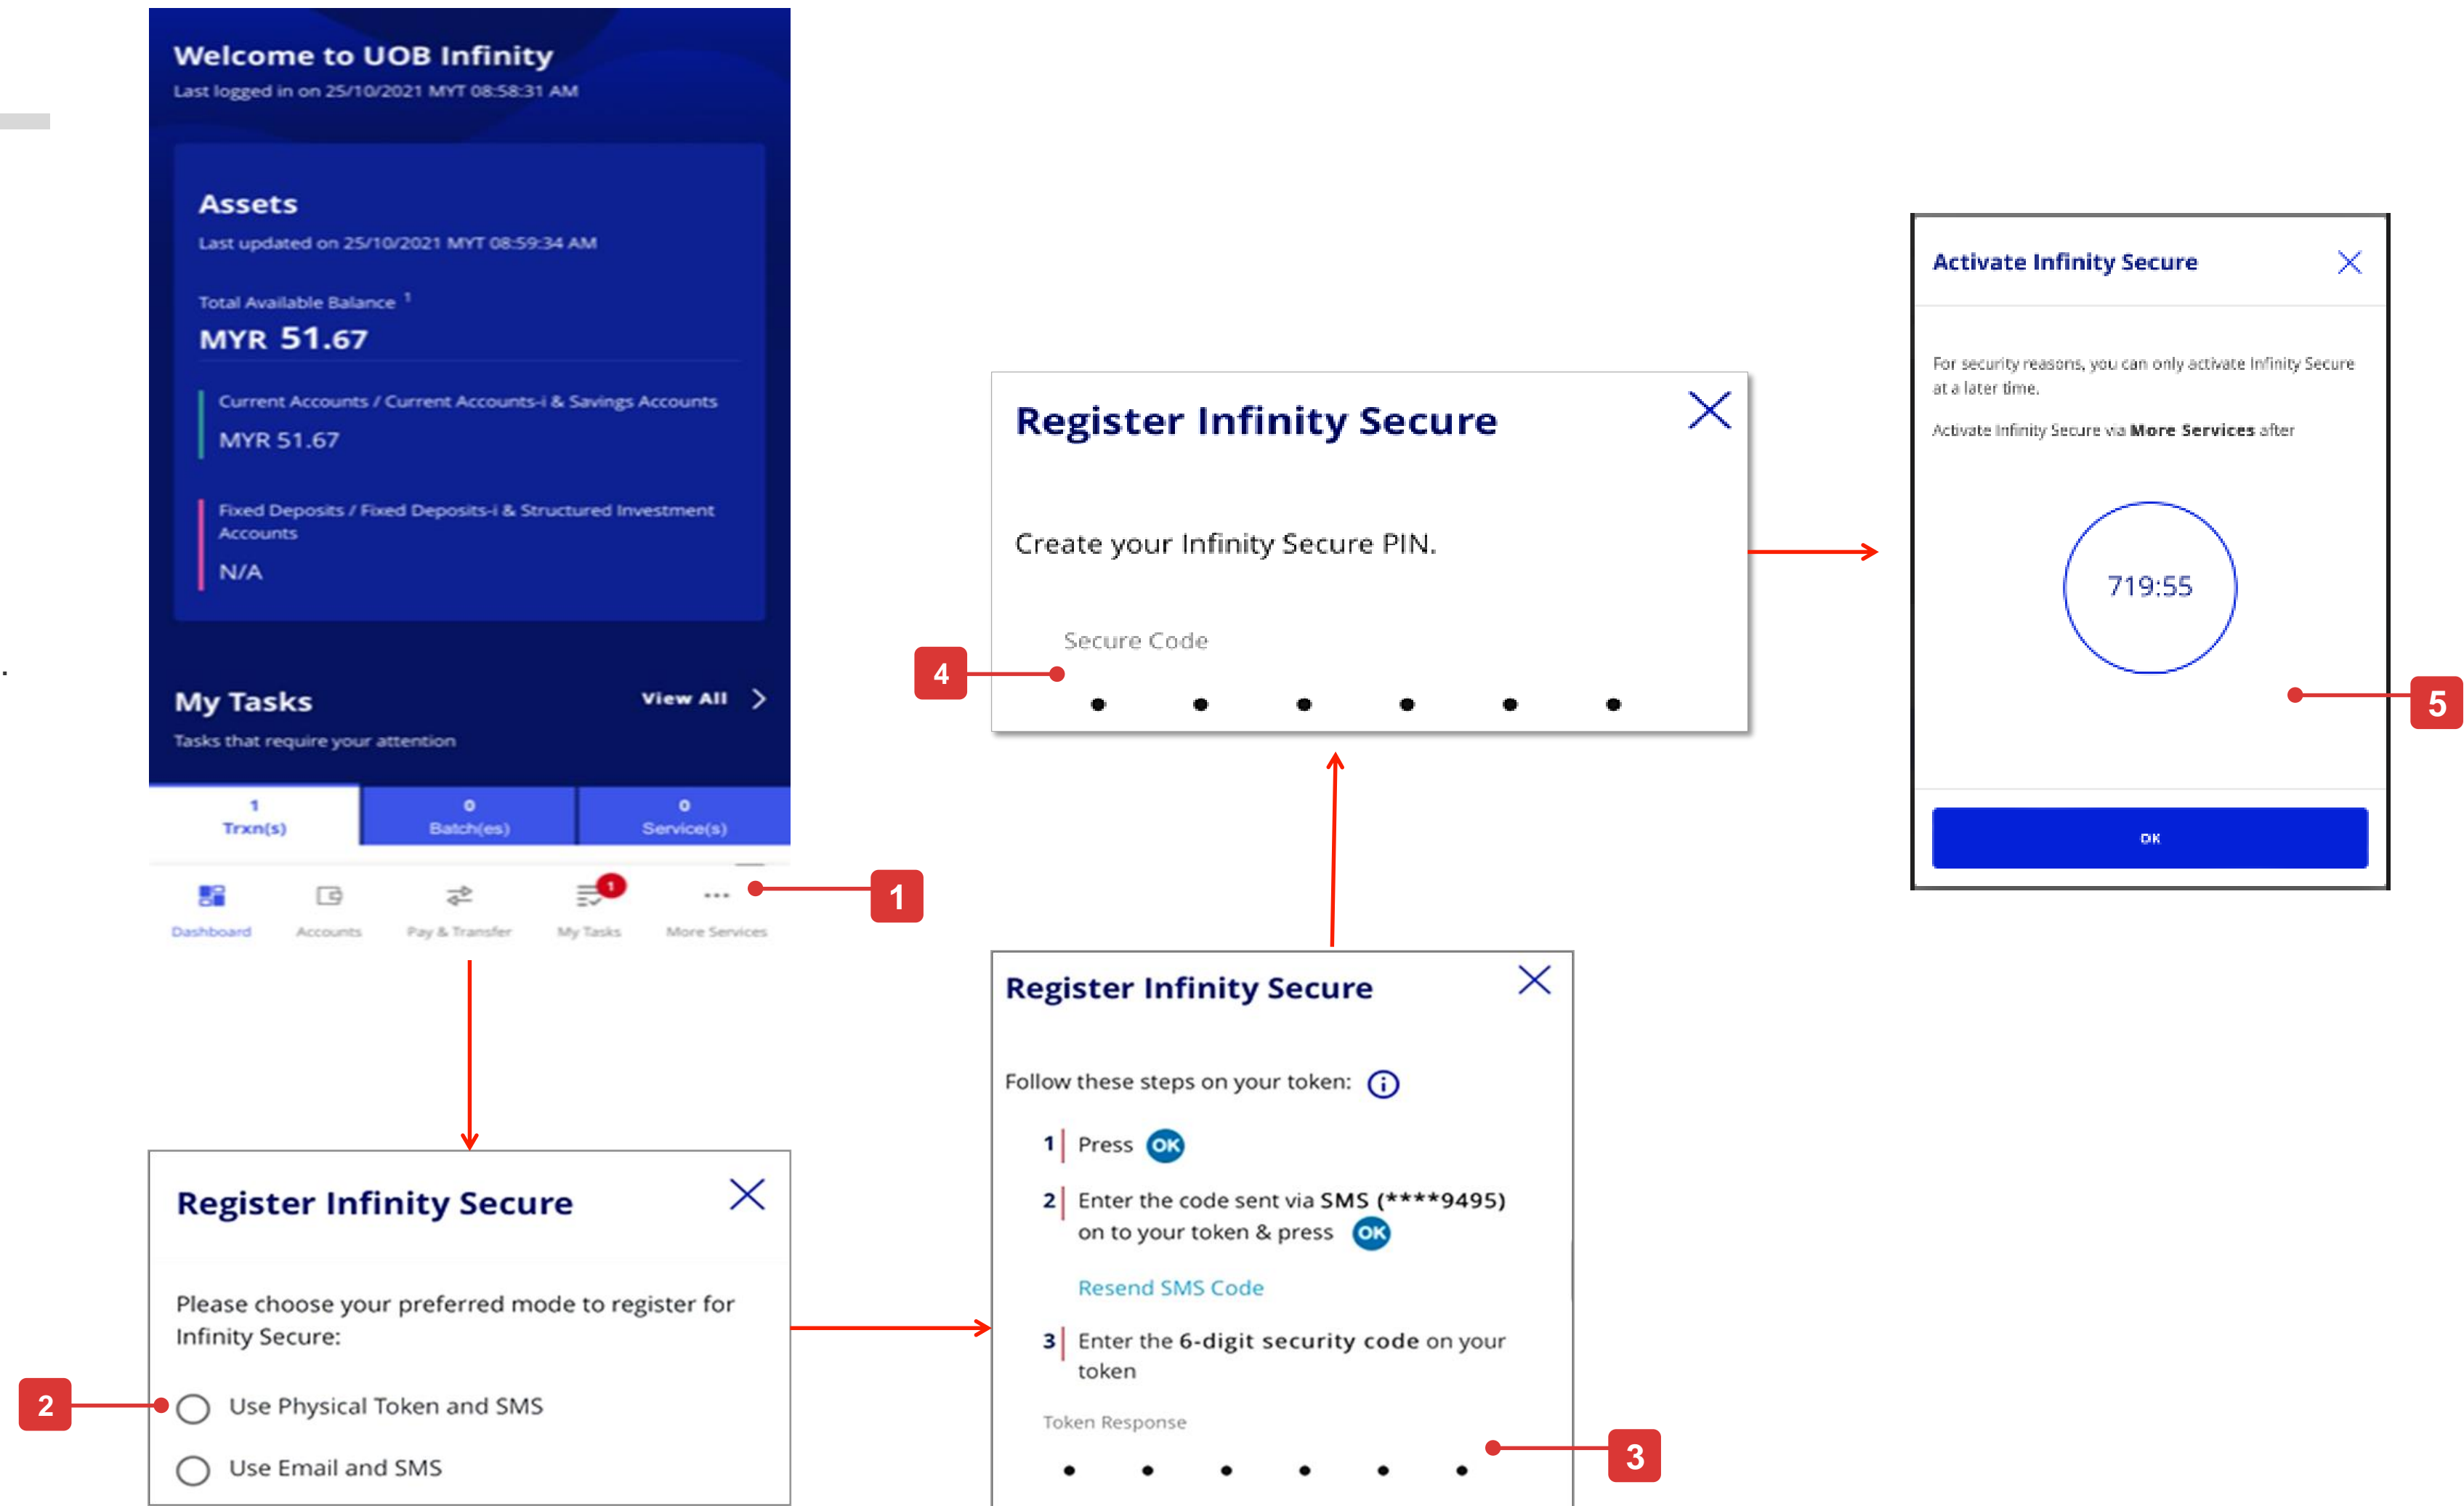 Welcome to UOB Infinity
Last logged in on 25/10/2021 MYT 08:58:31 AM
Assets
Last updated on 25/10/2021 MYT 08:59:34 AM
Total Available Balance 1
MYR 51.67
Current Accounts / Current Accounts-i & Savings Accounts
MYR 51.67
Fixed Deposits / Fixed Deposits-i & Structured Investment
Accounts
N/A
My Tasks
View All
Tasks that require your attention
1
Trxn(s)
0
Batch(es)
0
Service(s)
1
Dashboard
Accounts
Pay & Transfer
My Tasks
More Services
1
Register Infinity Secure
Please choose your preferred mode to register for
Infinity Secure:
2
Use Physical Token and SMS
Use Email and SMS
Register Infinity Secure
Follow these steps on your token:
1 Press OK
2 Enter the code sent via SMS (****9495)
on to your token & press OK
Resend SMS Code
3 Enter the 6-digit security code on your
token
Token Response
3
Register Infinity Secure
Create your Infinity Secure PIN.
Secure Code
4
Activate Infinity Secure
For security reasons, you can only activate Infinity Secure
at a later time.
Activate Infinity Secure via More Services after
719:55
5
OK
.